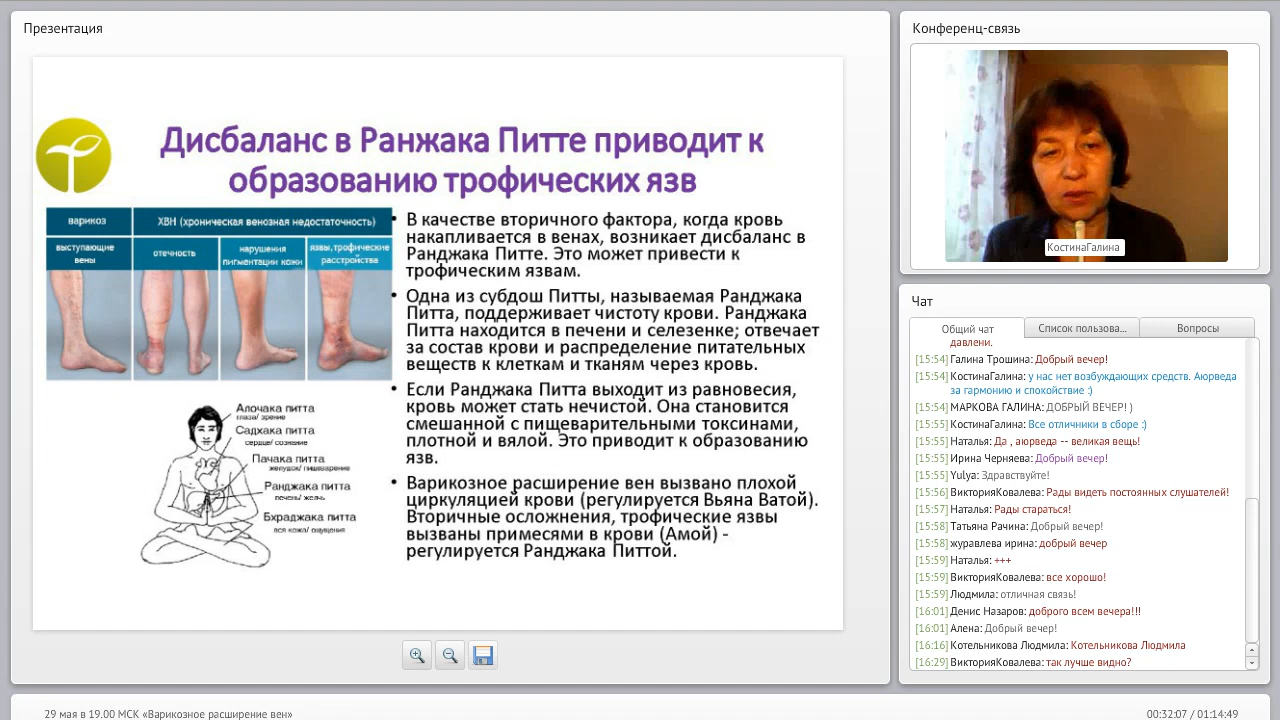 Презентация
Дисбаланс в Ранжака Питте приводит к
образованию трофических язв
варикоз
ХВН (хроническая венозная недостаточность)
выступающие
вены
отечность
нарушения
пигментации кожи
язвы,трофические
расстройства
• В качестве вторичного фактора, когда кровь
накапливается в венах, возникает дисбаланс в
Ранджака Питте. Это может привести к
трофическим язвам.
• Одна из субдош Питты, называемая Ранджака
Питта, поддерживает чистоту крови. Ранджака
Питта находится в печени и селезенке; отвечает
за состав крови и распределение питательных
веществ к клеткам и тканям через кровь.
• Если Ранджака Питта выходит из равновесия,
кровь может стать нечистой. Она становится
смешанной с пищеварительными токсинами,
плотной и вялой. Это приводит к образованию
язв.
• Варикозное расширение вен вызвано плохой
циркуляцией крови (регулируется Вьяна Ватой).
Вторичные осложнения, трофические язвы
вызваны примесями в крови (Амой) -
регулируется Ранджака Питтой.
Алочака питта
глаза/ зрение
Садхака питта
сердце/ сознание
Пачака питта
желудок/ пищеварение
Ранджака питта
печень/ желчь
Бхраджака питта
вся кожа/ ощущения
Конференц-связь
КостинаГалина
Чат
Общий чат
Список пользова...
Вопросы
давлени.
[15:54] Галина Трошина: Добрый вечер!
[15:54] КостинаГалина: у нас нет возбуждающих средств. Аюрведа
за гармонию и спокойствие :)
[15:54] МАРКОВА ГАЛИНА: ДОБРЫЙ ВЕЧЕР! )
[15:55] КостинаГалина: Все отличники в сборе :)
[15:55] Наталья: Да , аюрведа -- великая вещь!
[15:55] Ирина Черняева: Добрый вечер!
[15:55] Yulya: Здравствуйте!
[15:56] ВикторияКовалева: Рады видеть постоянных слушателей!
[15:57] Наталья: Рады стараться!
[15:58] Татьяна Рачина: Добрый вечер!
[15:58] журавлева ирина: добрый вечер
[15:59] Наталья: +++
[15:59] ВикторияКовалева: все хорошо!
[15:59] Людмила: отличная связь!
[16:01] Денис Назаров: доброго всем вечера!!!
[16:01] Алена: Добрый вечер!
[16:16] Котельникова Людмила: Котельникова Людмила
[16:29] ВикторияКовалева: так лучше видно?
29 мая в 19.00 МСК «Варикозное расширение вен»
00:32:07 / 01:14:49